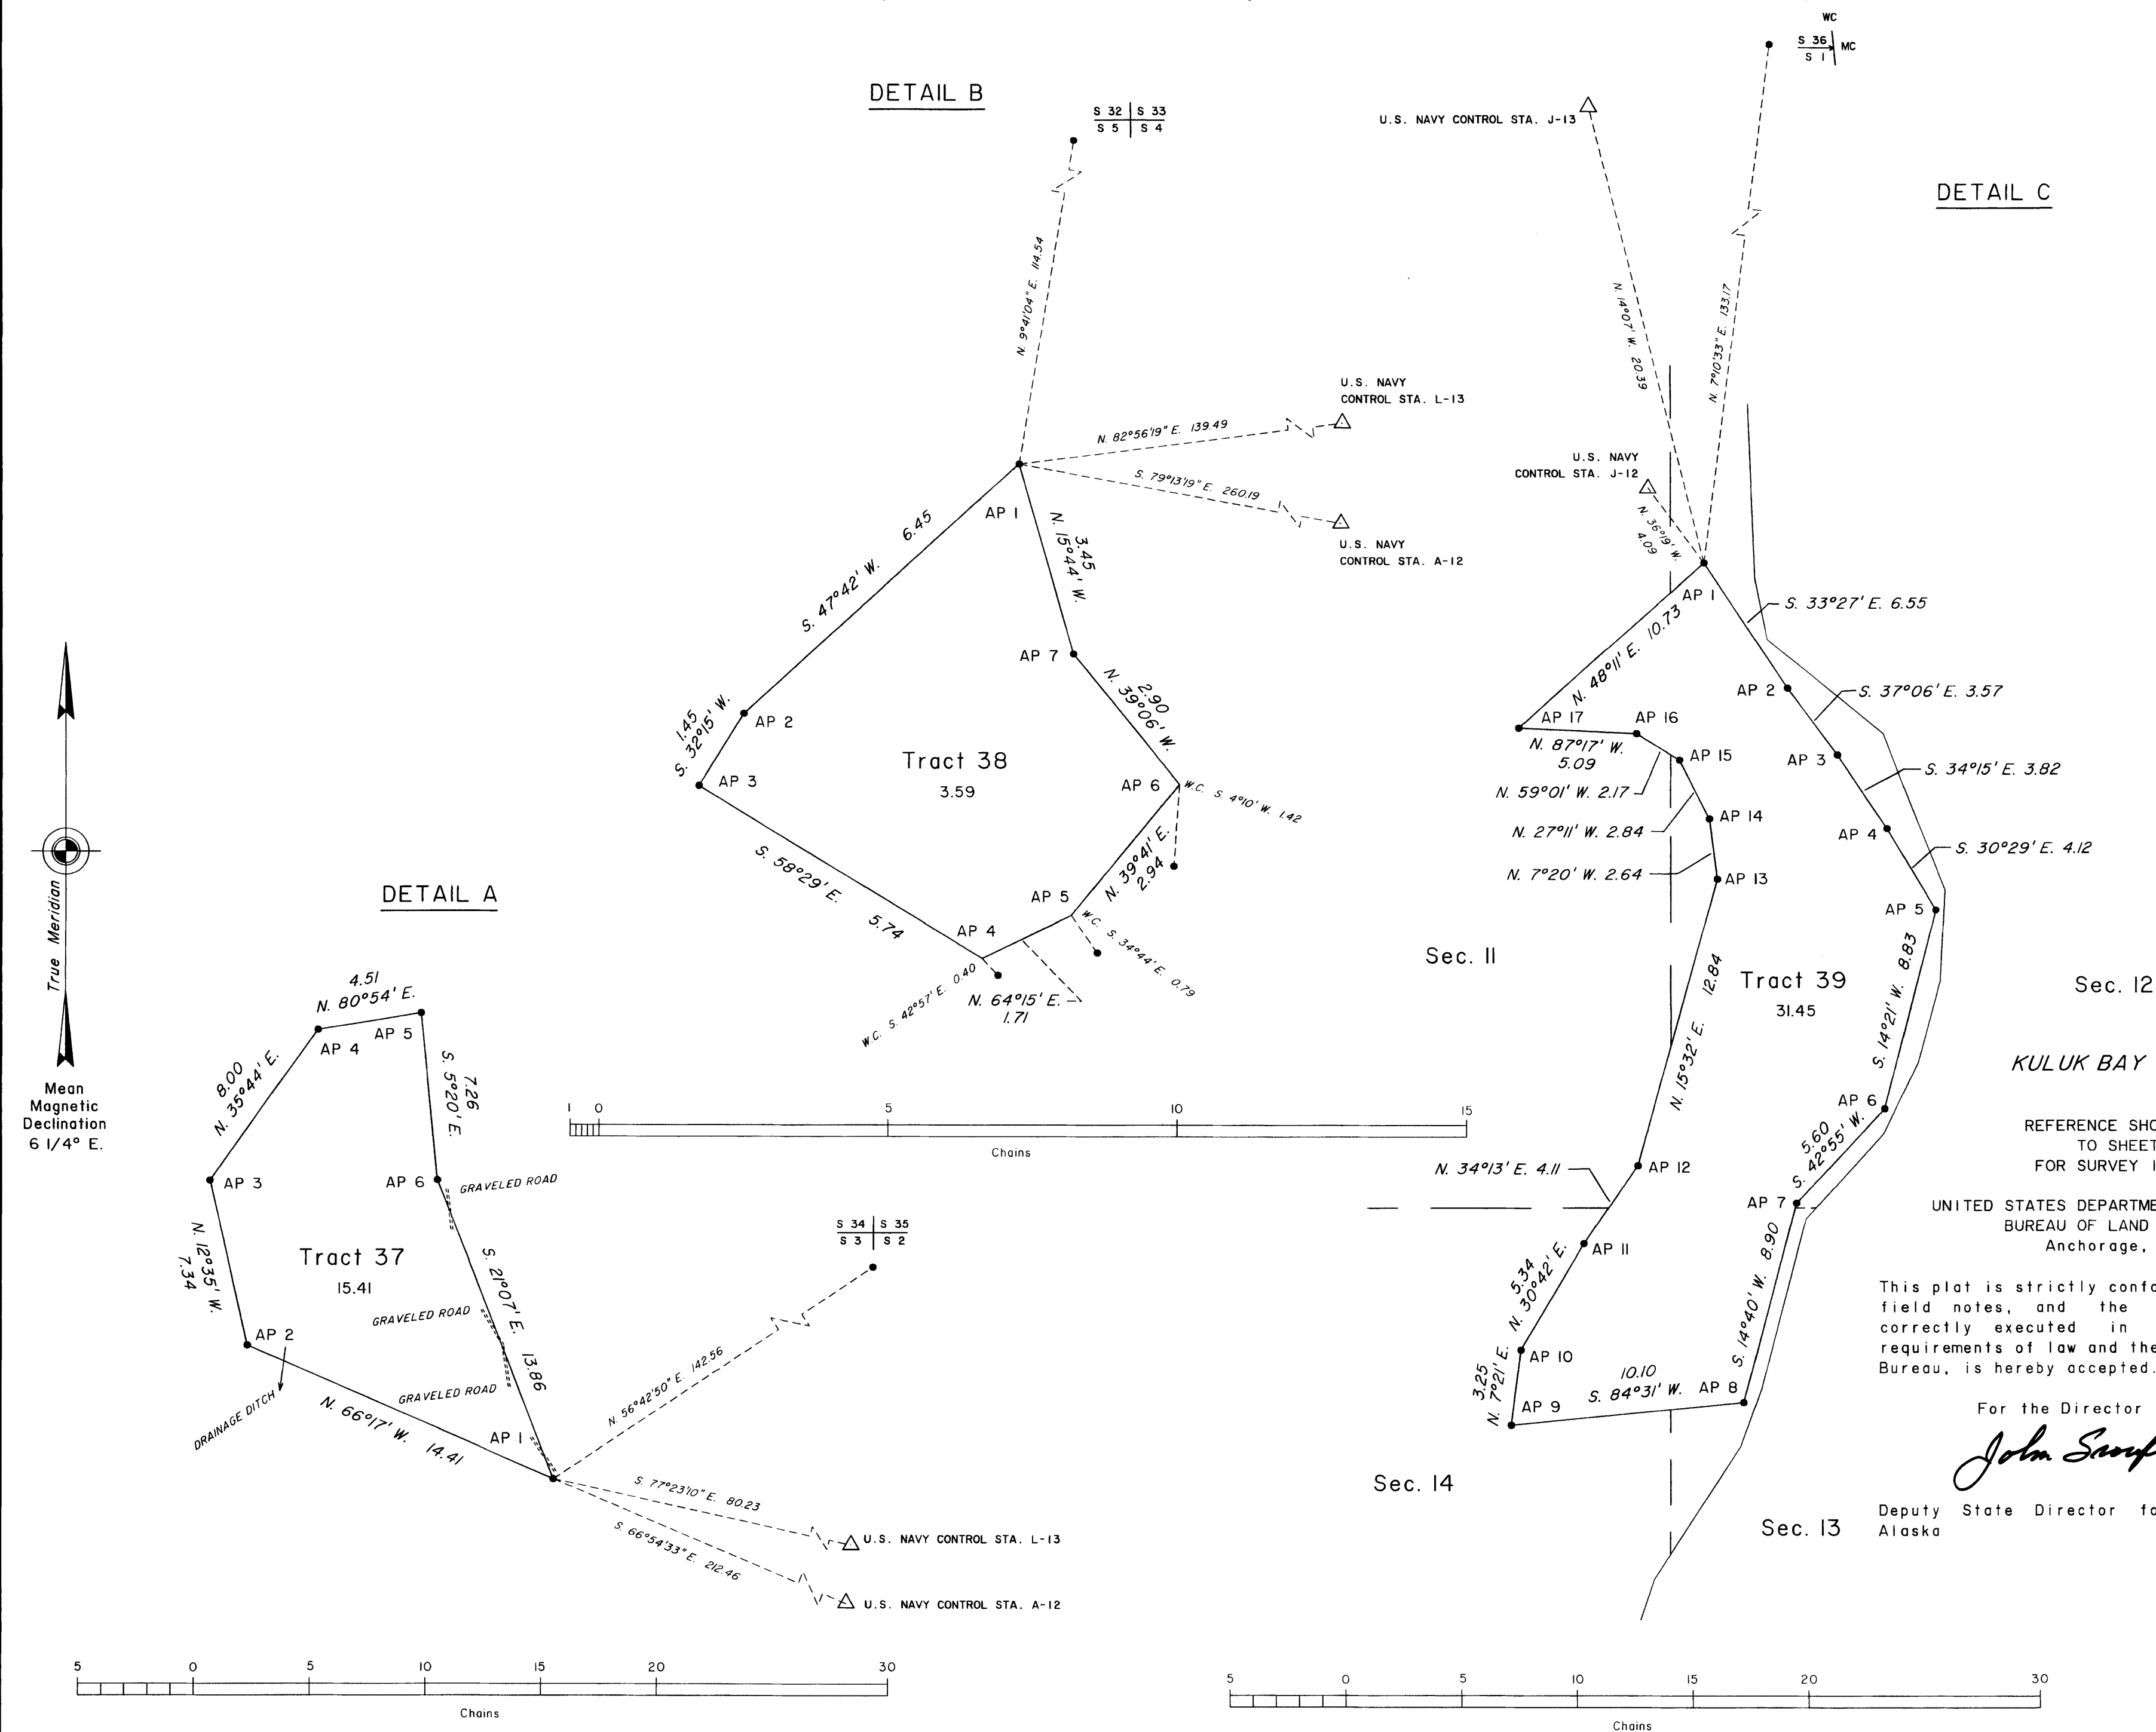 DETAIL B
S 32 | S 33
S 5 | S 4
N. 9°41'04" E. 114.54
U.S. NAVY
CONTROL STA. L-13
N. 82°56'19" E. 139.49
S. 79°13'19" E. 260.19
U.S. NAVY
CONTROL STA. A-12
AP 1
S. 47°42' W. 6.45
3.45
N. 15°44' W.
AP 7
2.90
N. 39°06' W.
AP 2
1.45
S. 32°15' W.
AP 3
Tract 38
3.59
AP 6
W.C. S. 4°10' W. 1.42
S. 58°29' E. 5.74
N. 39°41' E.
2.94
AP 5
AP 4
W.C. S. 34°44' E. 0.79
W.C. S. 42°57' E. 0.40
N. 64°15' E.
1.71
1 0 5 10 15
Chains
True Meridian
Mean
Magnetic
Declination
6 1/4° E.
DETAIL A
4.51
N. 80°54' E.
AP 5
AP 4
8.00
N. 35°44' E.
7.26
S. 5°20' E.
AP 3
AP 6
GRAVELED ROAD
N. 12°35' W.
7.34
Tract 37
15.41
S. 21°07' E. 13.86
GRAVELED ROAD
AP 2
GRAVELED ROAD
DRAINAGE DITCH
N. 66°17' W. 14.41
AP 1
S 34 | S 35
S 3 | S 2
N. 56°42'50" E. 142.56
S. 77°23'10" E. 80.23
U.S. NAVY CONTROL STA. L-13
S. 66°54'33" E. 212.46
U.S. NAVY CONTROL STA. A-12
5 0 5 10 15 20 30
Chains
WC
S 36
S 1
MC
U.S. NAVY CONTROL STA. J-13
DETAIL C
N. 14°07' W. 20.39
N. 7°10'33" E. 133.17
U.S. NAVY
CONTROL STA. J-12
N. 36°19' W.
4.09
AP 1
S. 33°27' E. 6.55
N. 48°11' E. 10.73
AP 2
S. 37°06' E. 3.57
AP 17
AP 16
N. 87°17' W.
5.09
AP 15
AP 3
S. 34°15' E. 3.82
N. 59°01' W. 2.17
AP 14
N. 27°11' W. 2.84
AP 4
S. 30°29' E. 4.12
N. 7°20' W. 2.64
AP 13
AP 5
Sec. 11
Tract 39
31.45
Sec. 12
N. 15°32' E. 12.84
S. 14°21' W. 8.83
KULUK BAY
AP 6
5.60
S. 42°55' W.
N. 34°13' E. 4.11
AP 12
AP 7
AP 11
5.34
N. 30°42' E.
S. 14°40' W. 8.90
AP 10
3.25
N. 7°21' E.
AP 9
10.10
S. 84°31' W.
AP 8
Sec. 14
Sec. 13
REFERENCE
TO SHEET
FOR SURVEY
UNITED STATES
BUREAU OF LAND
Anchorage,
This plat is strictly
field notes, and the
correctly executed in
requirements of law and the
Bureau, is hereby accepted.
For the Director
John
Deputy State Director
Alaska
5 0 5 10 15 20 30
Chains